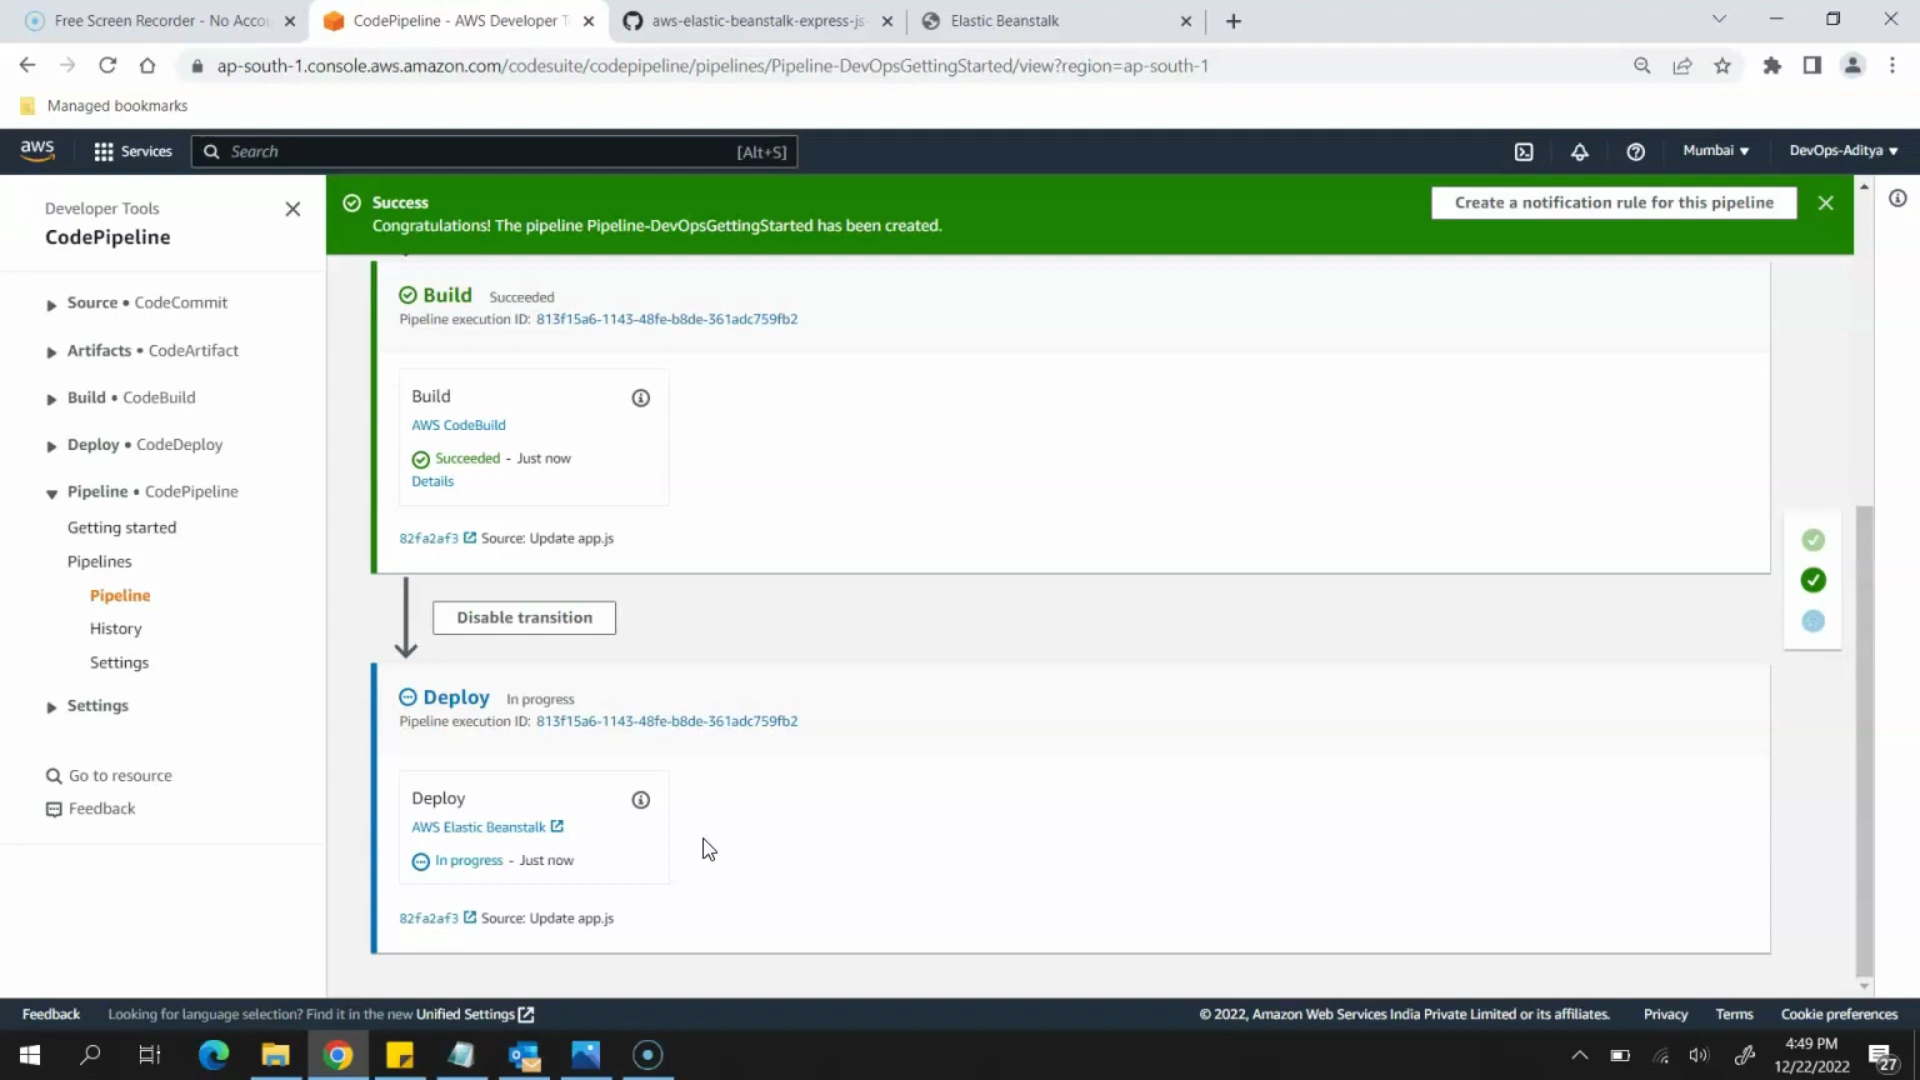 Free Screen Recorder - No Accou
CodePipeline - AWS Developer T
aws-elastic-beanstalk-express-js-
Elastic Beanstalk
ap-south-1.console.aws.amazon.com/codesuite/codepipeline/pipelines/Pipeline-DevOpsGettingStarted/view?region=ap-south-1
Managed bookmarks
aws
Services
Search
[Alt+S]
Mumbai
DevOps-Aditya
Developer Tools
CodePipeline
Source • CodeCommit
Artifacts • CodeArtifact
Build • CodeBuild
Deploy • CodeDeploy
Pipeline • CodePipeline
Getting started
Pipelines
Pipeline
History
Settings
Settings
Go to resource
Feedback
Success
Congratulations! The pipeline Pipeline-DevOpsGettingStarted has been created.
Create a notification rule for this pipeline
Build Succeeded
Pipeline execution ID: 813f15a6-1143-48fe-b8de-361adc759fb2
Build
AWS CodeBuild
Succeeded - Just now
Details
82fa2af3 Source: Update app.js
Disable transition
Deploy In progress
Pipeline execution ID: 813f15a6-1143-48fe-b8de-361adc759fb2
Deploy
AWS Elastic Beanstalk
In progress - Just now
82fa2af3 Source: Update app.js
Feedback
Looking for language selection? Find it in the new Unified Settings
© 2022, Amazon Web Services India Private Limited or its affiliates.
Privacy
Terms
Cookie preferences
4:49 PM
12/22/2022
27